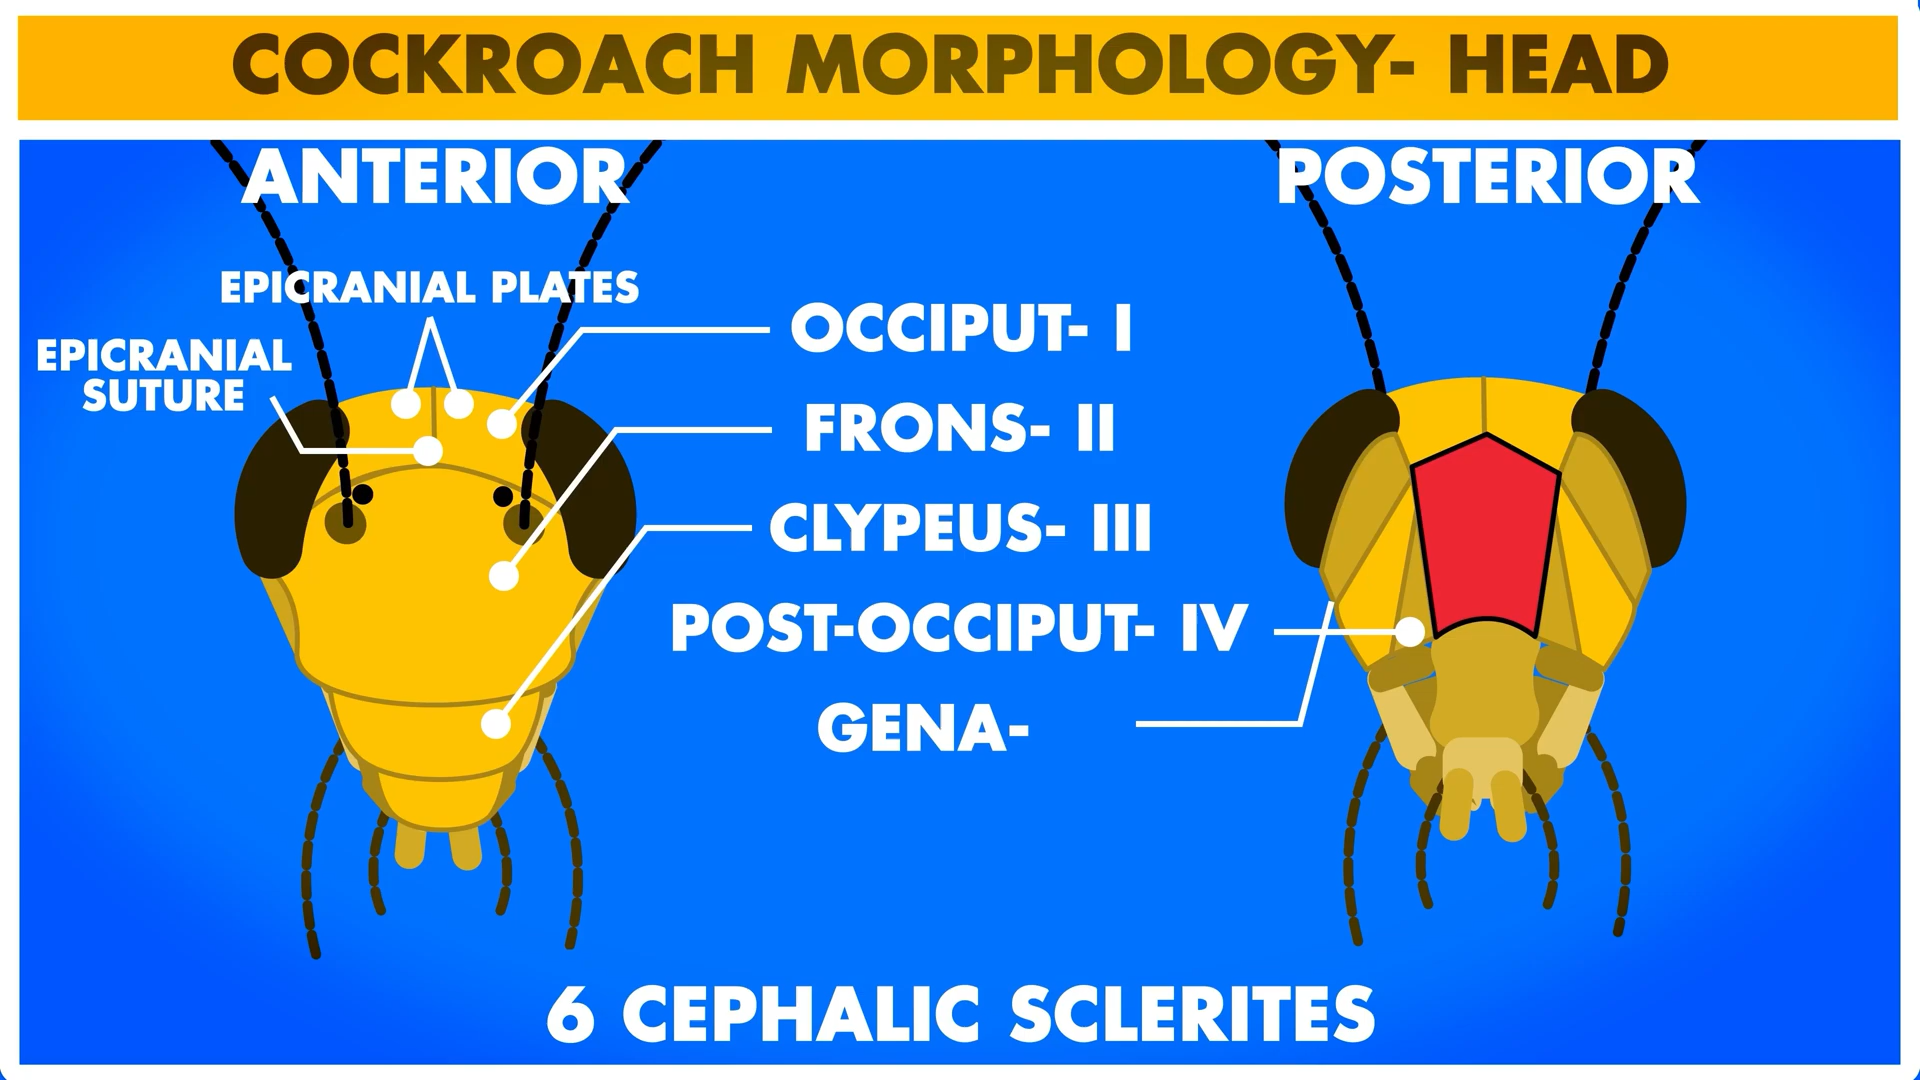 COCKROACH MORPHOLOGY- HEAD
ANTERIOR
POSTERIOR
EPICRANIAL PLATES
EPICRANIAL
SUTURE
OCCIPUT- I
FRONS- II
CLYPEUS- III
POST-OCCIPUT- IV
GENA-
6 CEPHALIC SCLERITES